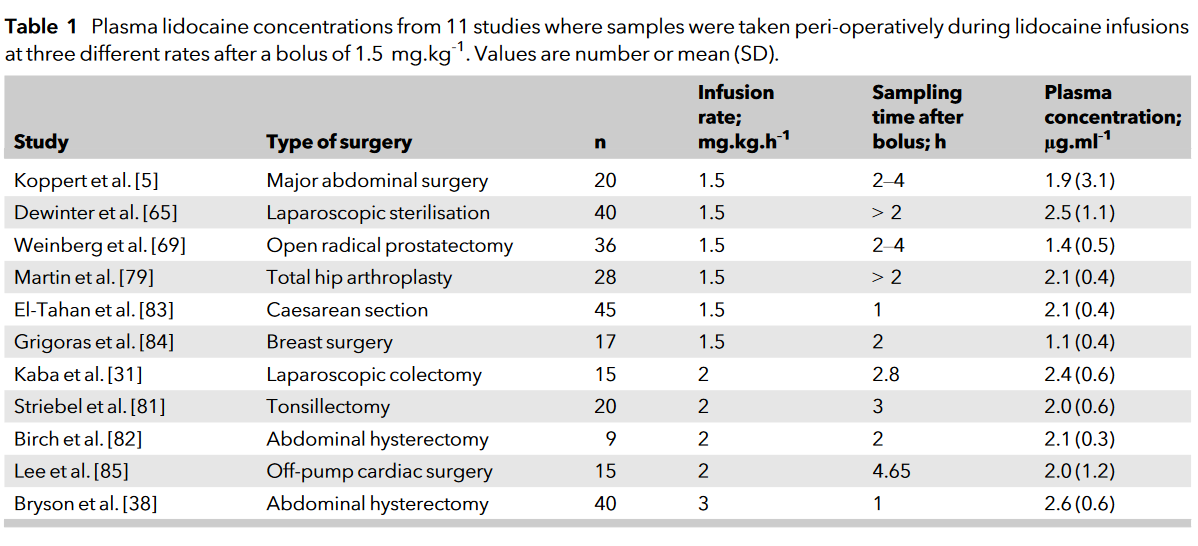 Table 1 Plasma lidocaine concentrations from 11 studies where samples were taken peri-operatively during lidocaine infusions
at three different rates after a bolus of 1.5 mg.kg⁻¹. Values are number or mean (SD).
Study Type of surgery n Infusion rate; mg.kg.h⁻¹ Sampling time after bolus; h Plasma concentration; µg.ml⁻¹
Koppert et al. [5] Major abdominal surgery 20 1.5 2–4 1.9 (3.1)
Dewinter et al. [65] Laparoscopic sterilisation 40 1.5 > 2 2.5 (1.1)
Weinberg et al. [69] Open radical prostatectomy 36 1.5 2–4 1.4 (0.5)
Martin et al. [79] Total hip arthroplasty 28 1.5 > 2 2.1 (0.4)
El-Tahan et al. [83] Caesarean section 45 1.5 1 2.1 (0.4)
Grigoras et al. [84] Breast surgery 17 1.5 2 1.1 (0.4)
Kaba et al. [31] Laparoscopic colectomy 15 2 2.8 2.4 (0.6)
Striebel et al. [81] Tonsillectomy 20 2 3 2.0 (0.6)
Birch et al. [82] Abdominal hysterectomy 9 2 2 2.1 (0.3)
Lee et al. [85] Off-pump cardiac surgery 15 2 4.65 2.0 (1.2)
Bryson et al. [38] Abdominal hysterectomy 40 3 1 2.6 (0.6)